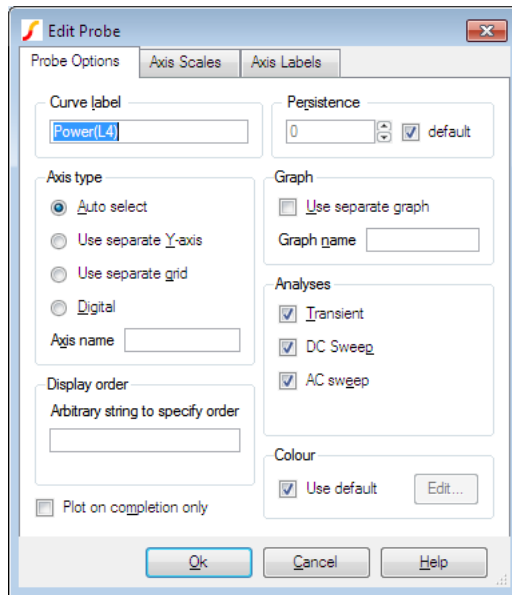 Edit Probe
Probe Options
Axis Scales
Axis Labels
Curve label
Power(L4)
Persistence
0
default
Axis type
Auto select
Use separate Y-axis
Use separate grid
Digital
Axis name
Graph
Use separate graph
Graph name
Analyses
Transient
DC Sweep
AC sweep
Display order
Arbitrary string to specify order
Colour
Use default
Edit...
Plot on completion only
Ok
Cancel
Help